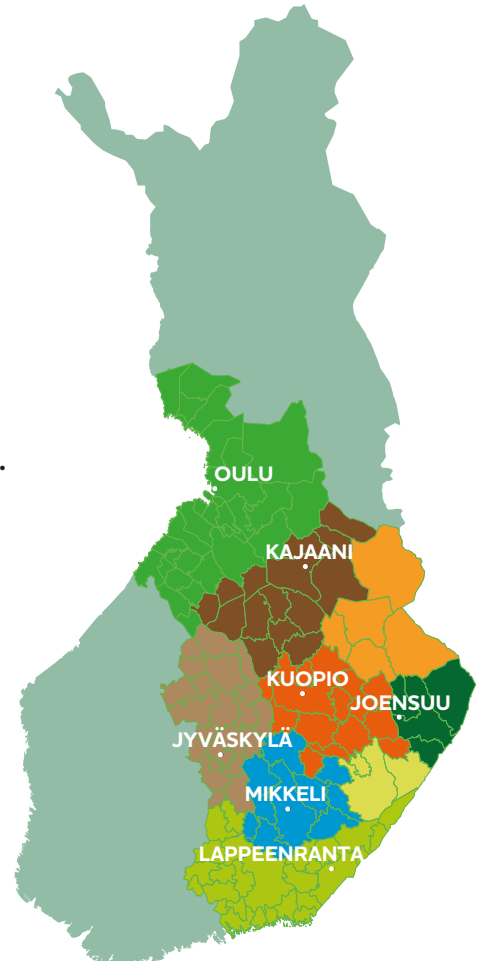 OULU
KAJAANI
KUOPIO
JOENSUU
JYVÄSKYLÄ
MIKKELI
LAPPEENRANTA